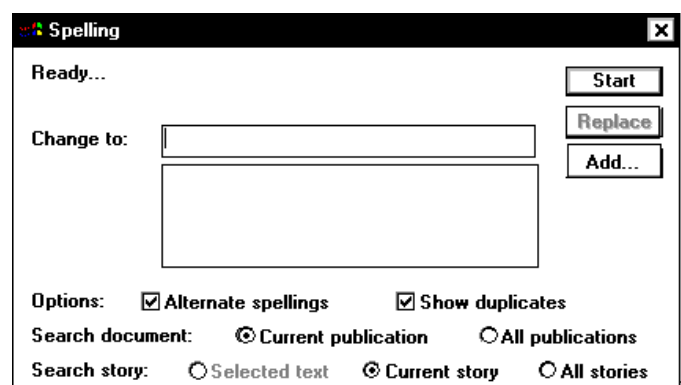 Spelling
Ready...
Start
Replace
Change to:
Add...
Options: Alternate spellings Show duplicates
Search document: Current publication All publications
Search story: Selected text Current story All stories